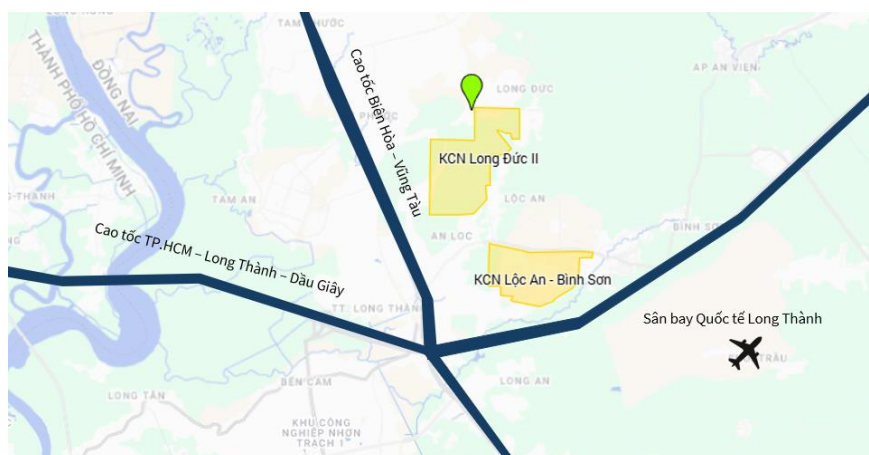 TAM PHƯỚC
THÀNH PHỐ HỒ CHÍ MINH
ĐỒNG NAI
Cao tốc Biên Hòa – Vũng Tàu
LONG ĐỨC
AP AN VIEN
KCN Long Đức II
TAM AN
LỘC AN
AN LOC
BÌNH SƠN
Cao tốc TP.HCM – Long Thành – Dầu Giây
KCN Lộc An - Bình Sơn
TT. LONG THÀNH
Sân bay Quốc tế Long Thành
LONG AN
BẾN CAM
LONG TÂN
KHU CÔNG
NGHIỆP NHƠN
TRẠCH 1